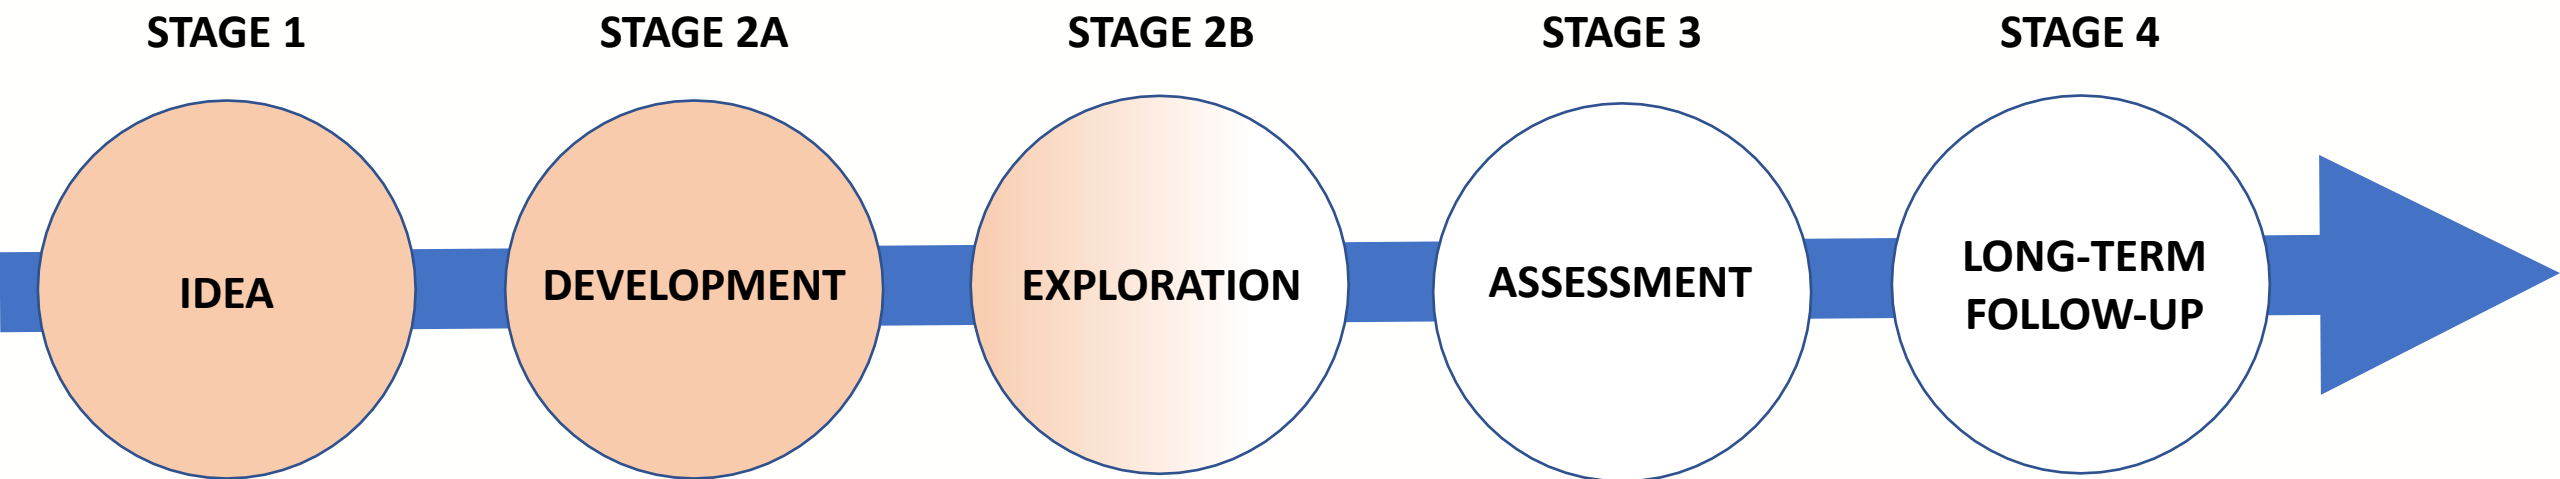 STAGE 1
STAGE 2A
STAGE 2B
STAGE 3
STAGE 4
IDEA
DEVELOPMENT
EXPLORATION
ASSESSMENT
LONG-TERM
FOLLOW-UP